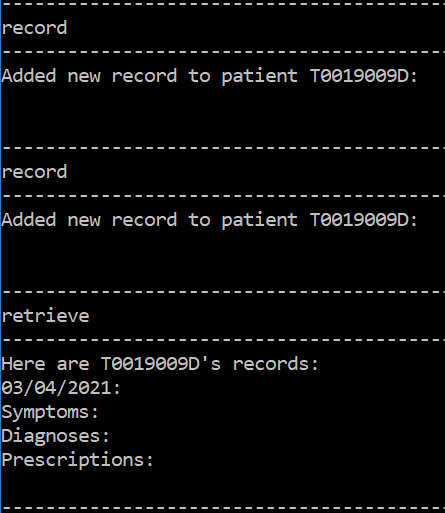 --------------------------------------
record
--------------------------------------
Added new record to patient T0019009D:
--------------------------------------
record
--------------------------------------
Added new record to patient T0019009D:
--------------------------------------
retrieve
--------------------------------------
Here are T0019009D's records:
03/04/2021:
Symptoms:
Diagnoses:
Prescriptions:
--------------------------------------